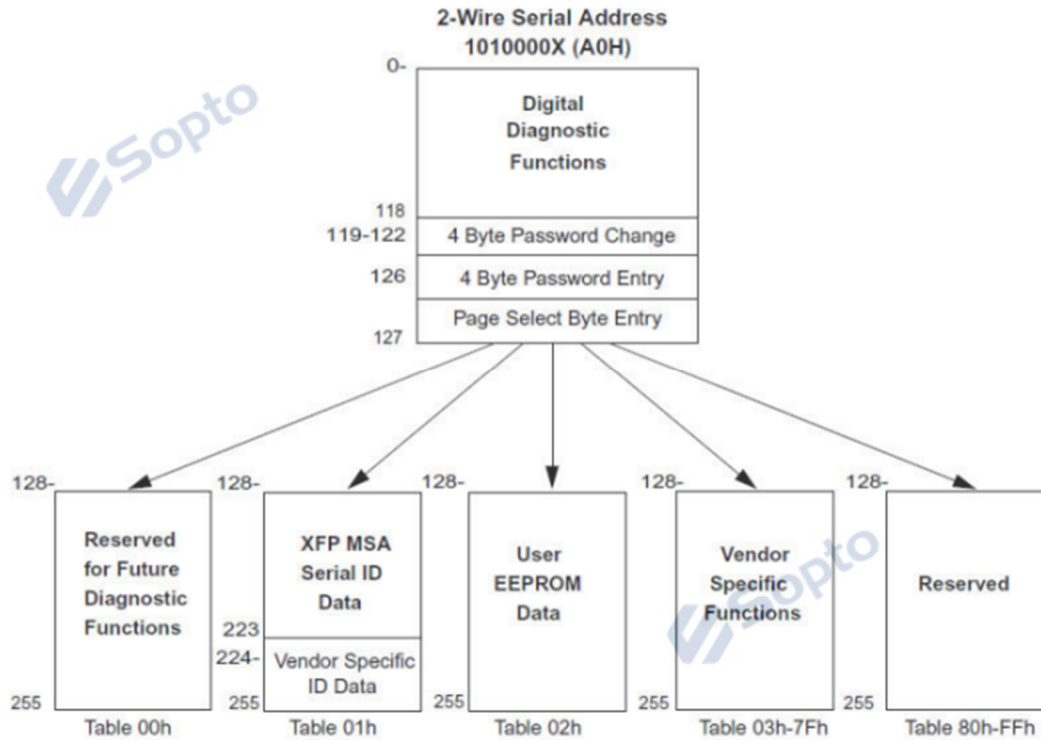 2-Wire Serial Address
1010000X (A0H)
0-
Digital
Diagnostic
Functions
118
119-122
4 Byte Password Change
126
4 Byte Password Entry
Page Select Byte Entry
127
Sopto
128-
Reserved
for Future
Diagnostic
Functions
255
Table 00h
128-
XFP MSA
Serial ID
Data
223
224-
Vendor Specific
ID Data
255
Table 01h
128-
User
EEPROM
Data
255
Table 02h
128-
Vendor
Specific
Functions
255
Table 03h-7Fh
Sopto
128-
Reserved
255
Table 80h-FFh